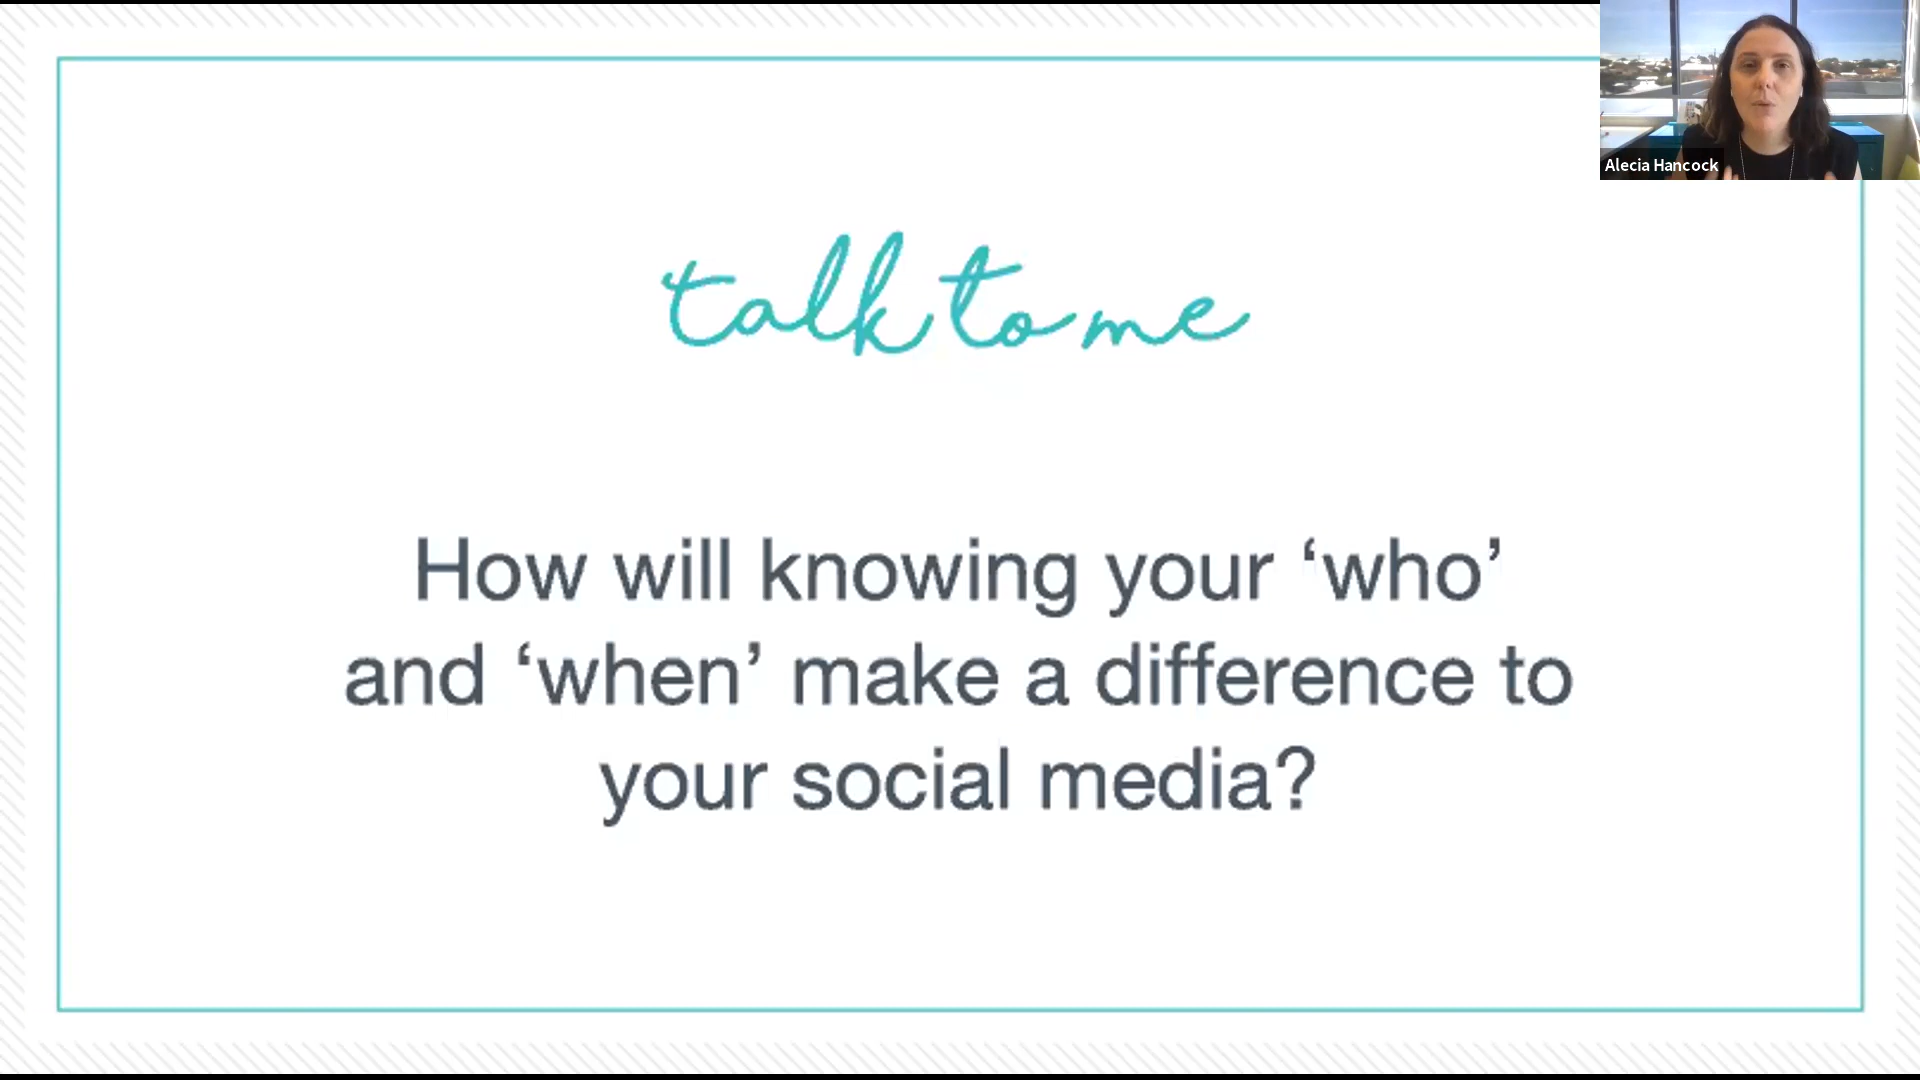 Alecia Hancock
talk to me
How will knowing your ‘who’
and ‘when’ make a difference to
your social media?